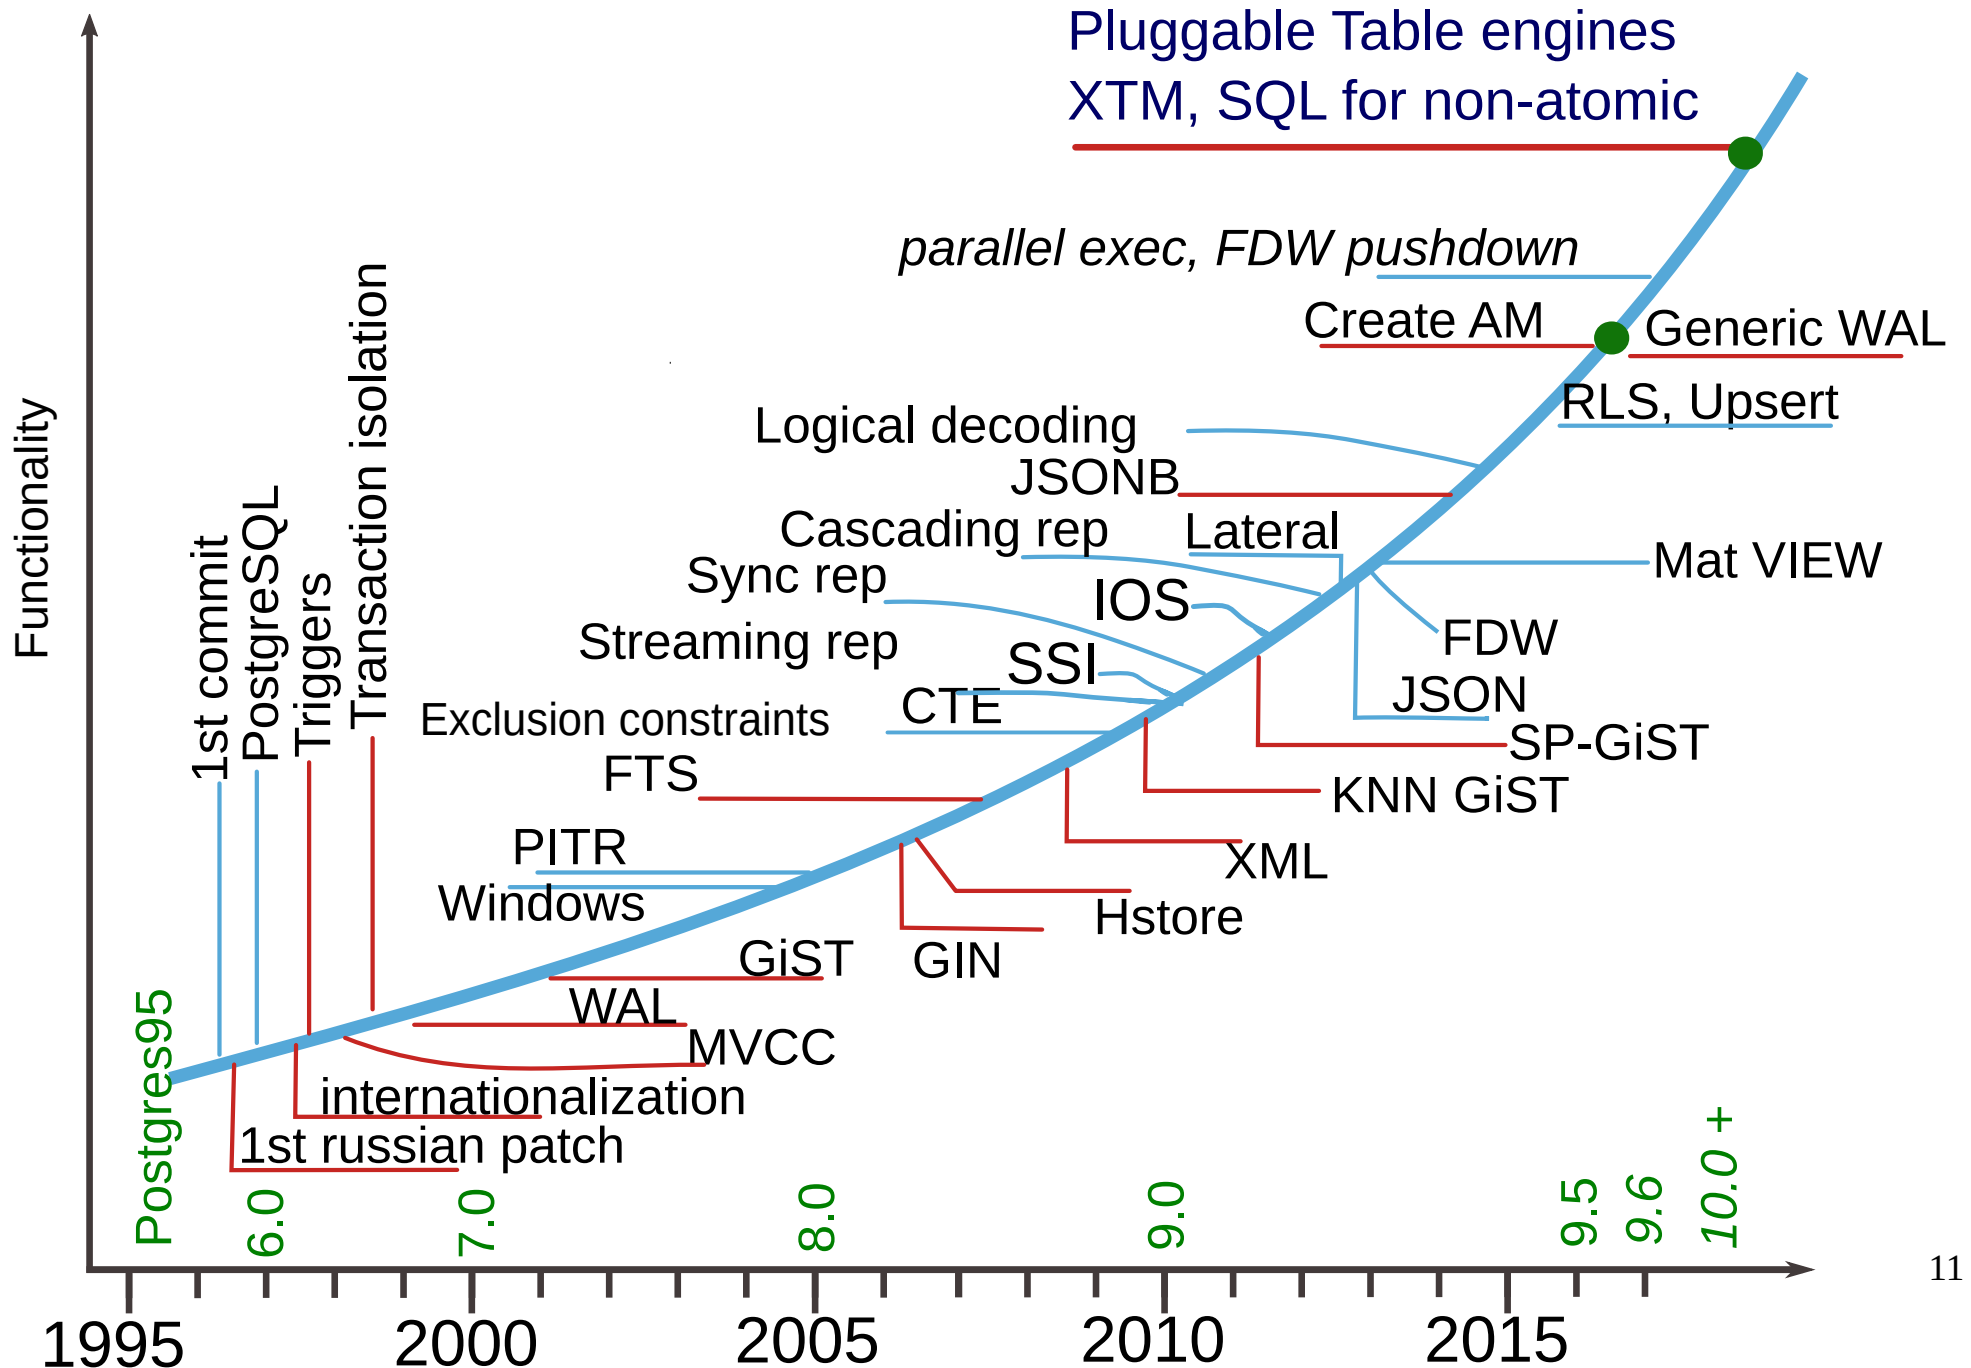 Pluggable Table engines
XTM, SQL for non-atomic
parallel exec, FDW pushdown
Create AM
Generic WAL
RLS, Upsert
Logical decoding
JSONB
Cascading rep
Lateral
Mat VIEW
Sync rep
IOS
FDW
Streaming rep
SSI
JSON
CTE
Exclusion constraints
SP-GiST
FTS
KNN GiST
PITR
XML
Windows
Hstore
GiST
GIN
WAL
MVCC
internationalization
1st russian patch
Functionality
1st commit
PostgreSQL
Triggers
Transaction isolation
Postgres95
6.0
7.0
8.0
9.0
9.5
9.6
10.0 +
1995
2000
2005
2010
2015
11